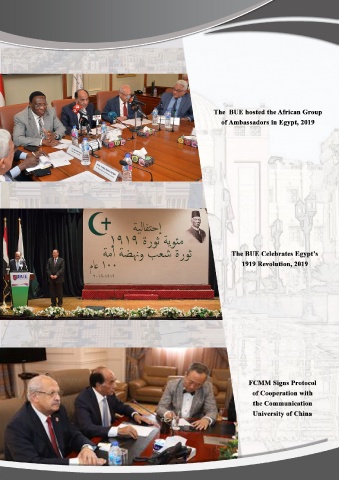 The BUE hosted the African Group
of Ambassadors in Egypt, 2019
إحتفالية
مئوية ثورة ١٩١٩
ثورة شعب ونهضة أمة
١٠٠ عام
The BUE Celebrates Egypt's
1919 Revolution, 2019
FCMM Signs Protocol
of Cooperation with
the Communication
University of China